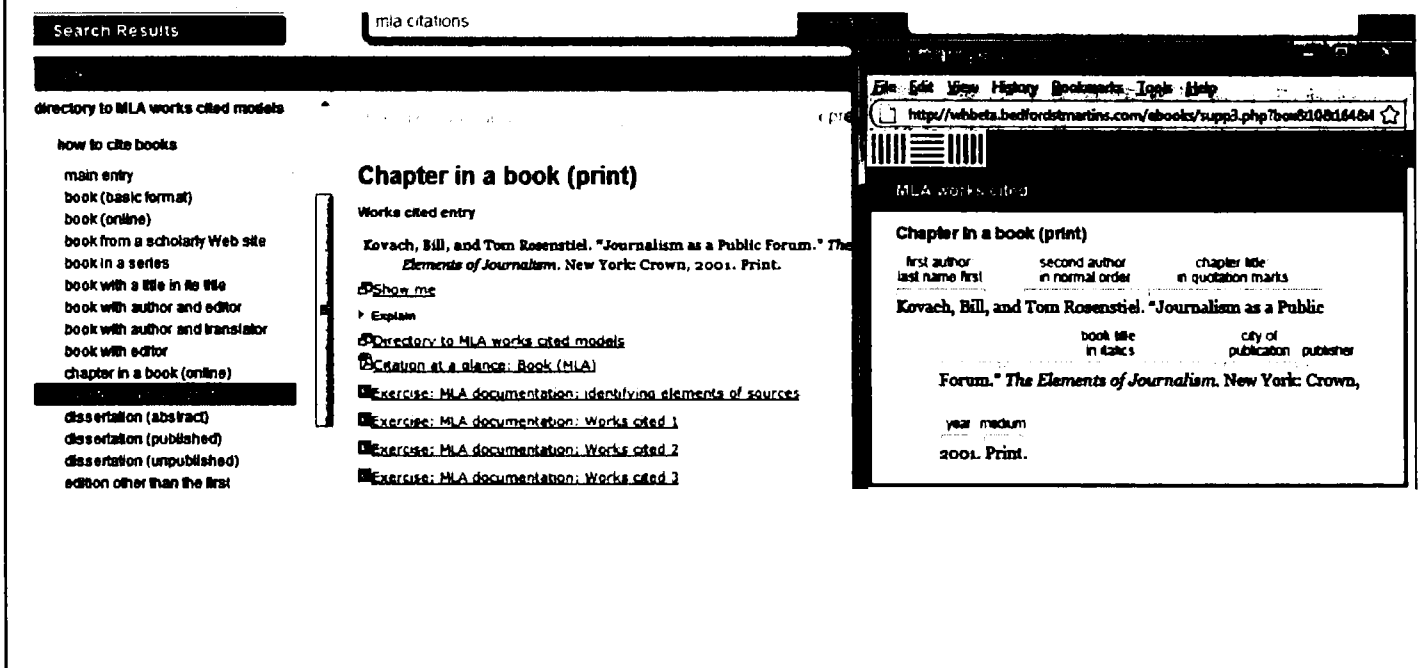 Search Results
mla citations
directory to MLA works cited models
how to cite books
main entry
book (basic format)
book (online)
book from a scholarly Web site
book in a series
book with a title in its title
book with author and editor
book with author and translator
book with editor
chapter in a book (online)
dissertation (abstract)
dissertation (published)
dissertation (unpublished)
edition other than the first
Chapter in a book (print)
Works cited entry
Kovach, Bill, and Tom Rosenstiel. "Journalism as a Public Forum." The
Elements of Journalism. New York: Crown, 2001. Print.
Show me
Explain
Directory to MLA works cited models
Citation at a glance: Book (MLA)
Exercise: MLA documentation: identifying elements of sources
Exercise: MLA documentation: Works cited 1
Exercise: MLA documentation: Works cited 2
Exercise: MLA documentation: Works cited 3
File Edit View History Bookmarks Tools Help
MLA works cited
Chapter in a book (print)
first author second author chapter title
last name first in normal order in quotation marks
Kovach, Bill, and Tom Rosenstiel. "Journalism as a Public
book title city of
in italics publication publisher
Forum." The Elements of Journalism. New York: Crown,
year medium
2001. Print.